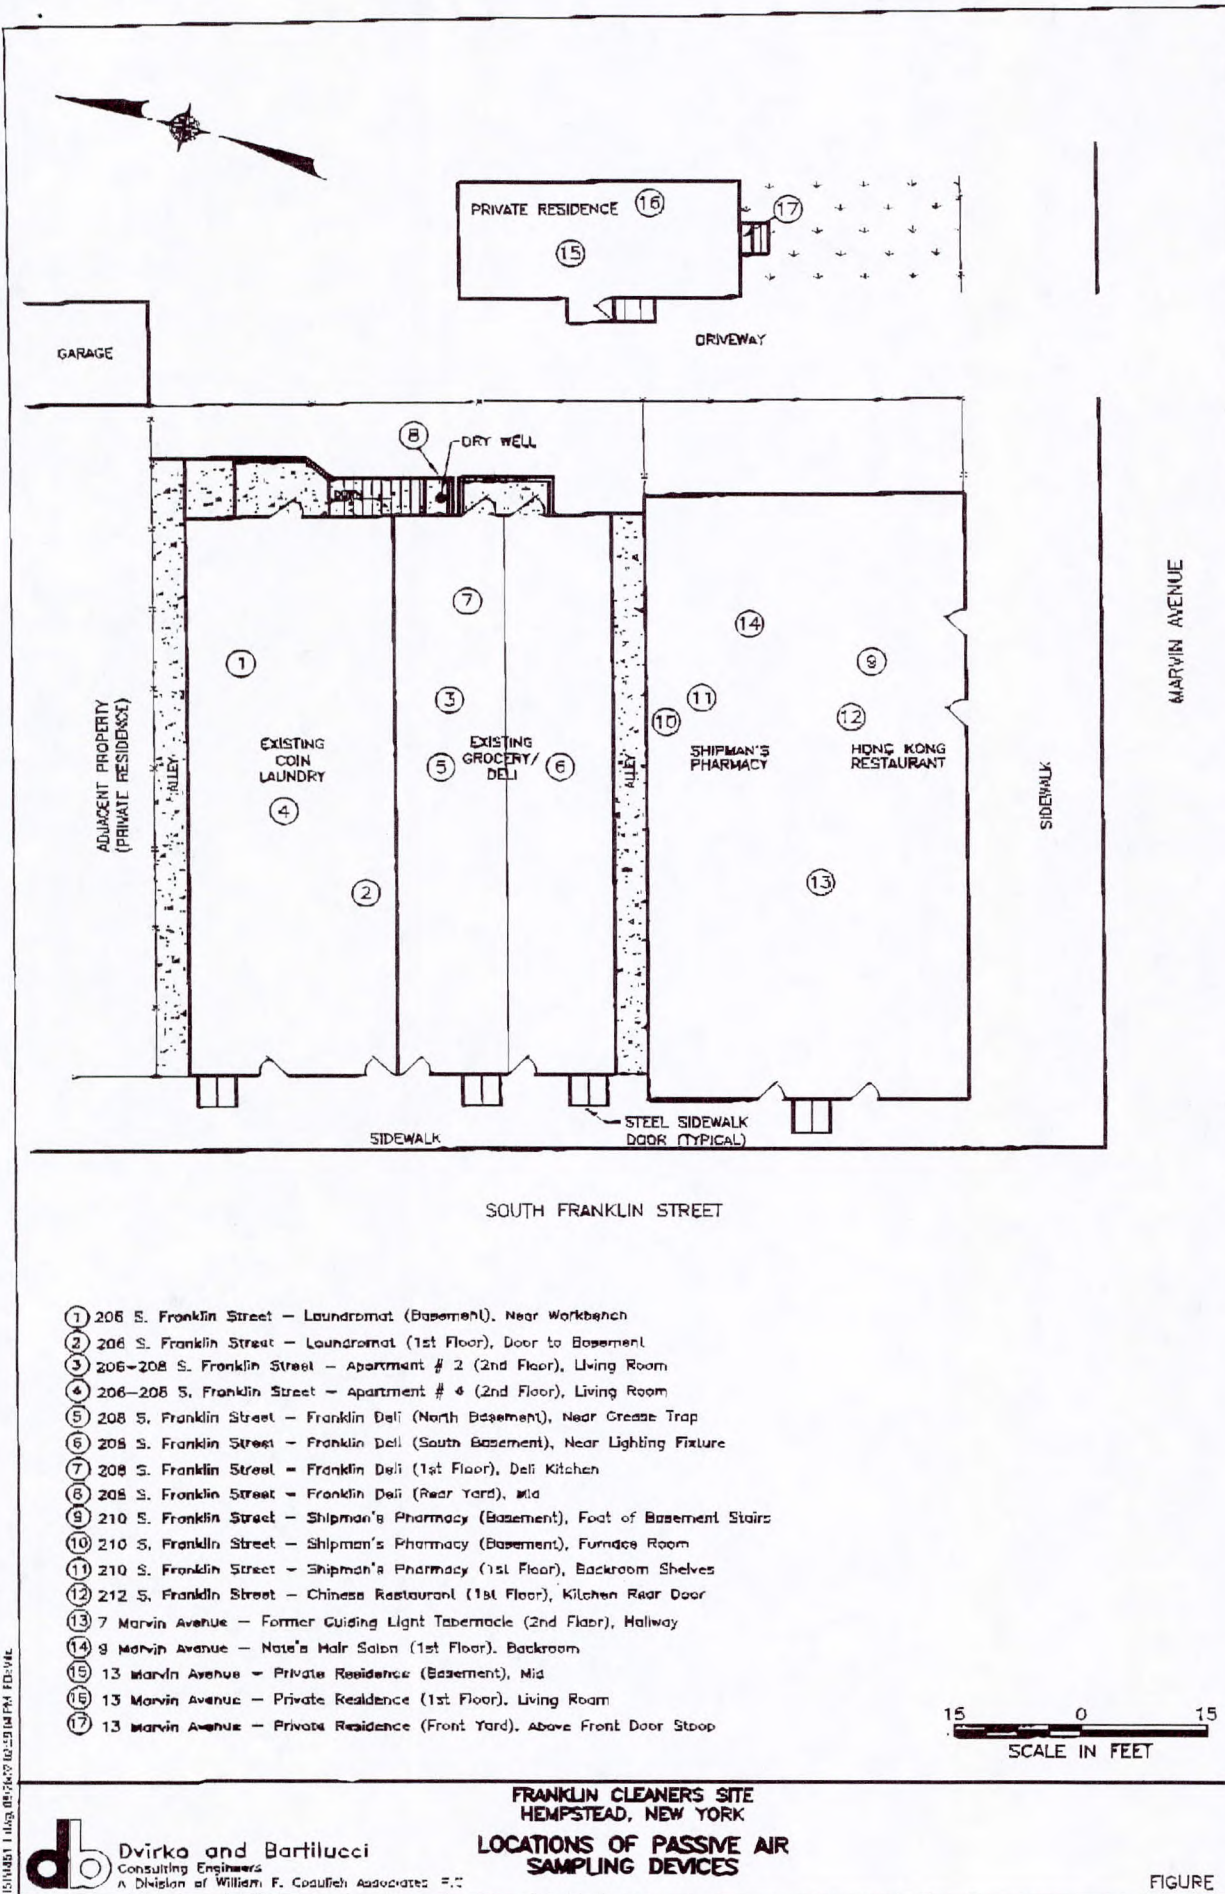 PRIVATE RESIDENCE
16
17
15
GARAGE
DRIVEWAY
8
DRY WELL
7
1
14
9
3
11
10
12
ADJACENT PROPERTY
(PRIVATE RESIDENCE)
ALLEY
EXISTING
COIN
LAUNDRY
5
EXISTING
GROCERY/
DELI
6
ALLEY
SHIPMAN'S
PHARMACY
HONG KONG
RESTAURANT
MARVIN AVENUE
SIDEWALK
4
2
13
STEEL SIDEWALK
DOOR (TYPICAL)
SIDEWALK
SOUTH FRANKLIN STREET
1 206 S. Franklin Street – Laundromat (Basement), Near Workbench
2 206 S. Franklin Street – Laundromat (1st Floor), Door to Basement
3 206–208 S. Franklin Street – Apartment # 2 (2nd Floor), Living Room
4 206–208 S. Franklin Street – Apartment # 4 (2nd Floor), Living Room
5 208 S. Franklin Street – Franklin Deli (North Basement), Near Grease Trap
6 208 S. Franklin Street – Franklin Deli (South Basement), Near Lighting Fixture
7 208 S. Franklin Street – Franklin Deli (1st Floor), Deli Kitchen
8 208 S. Franklin Street – Franklin Deli (Rear Yard), Mid
9 210 S. Franklin Street – Shipman's Pharmacy (Basement), Foot of Basement Stairs
10 210 S. Franklin Street – Shipman's Pharmacy (Basement), Furnace Room
11 210 S. Franklin Street – Shipman's Pharmacy (1st Floor), Backroom Shelves
12 212 S. Franklin Street – Chinese Restaurant (1st Floor), Kitchen Rear Door
13 7 Marvin Avenue – Former Guiding Light Tabernacle (2nd Floor), Hallway
14 9 Marvin Avenue – Nate's Hair Salon (1st Floor). Backroom
15 13 Marvin Avenue – Private Residence (Basement), Mid
16 13 Marvin Avenue – Private Residence (1st Floor), Living Room
17 13 Marvin Avenue – Private Residence (Front Yard), Above Front Door Stoop
15 0 15
SCALE IN FEET
FRANKLIN CLEANERS SITE
HEMPSTEAD, NEW YORK
LOCATIONS OF PASSIVE AIR
SAMPLING DEVICES
db
Dvirka and Bartilucci
Consulting Engineers
A Division of William F. Cosulich Associates P.C.
FIGURE